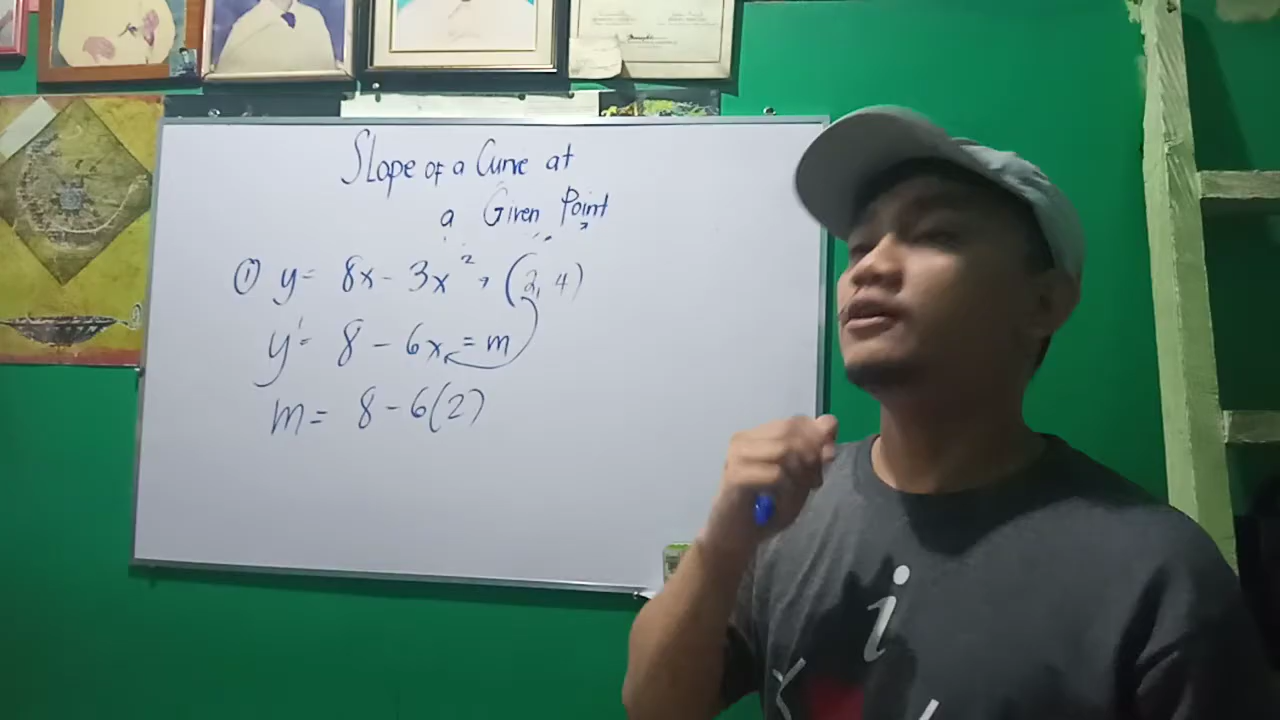 Slope of a Curve at
a Given Point
① y = 8x - 3x², (2, 4)
y' = 8 - 6x = m
m = 8 - 6(2)
i